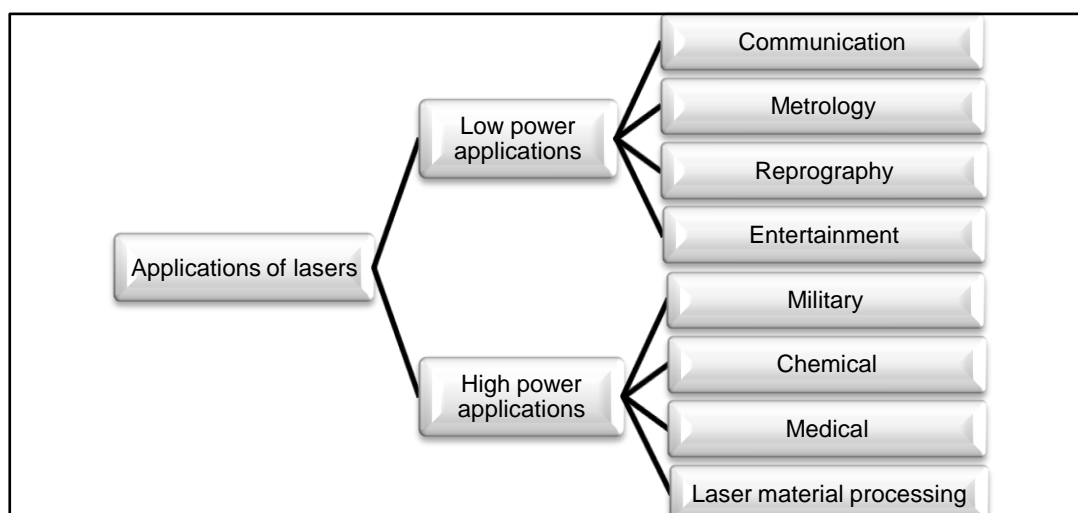 Applications of lasers
Low power
applications
Communication
Metrology
Reprography
Entertainment
High power
applications
Military
Chemical
Medical
Laser material processing